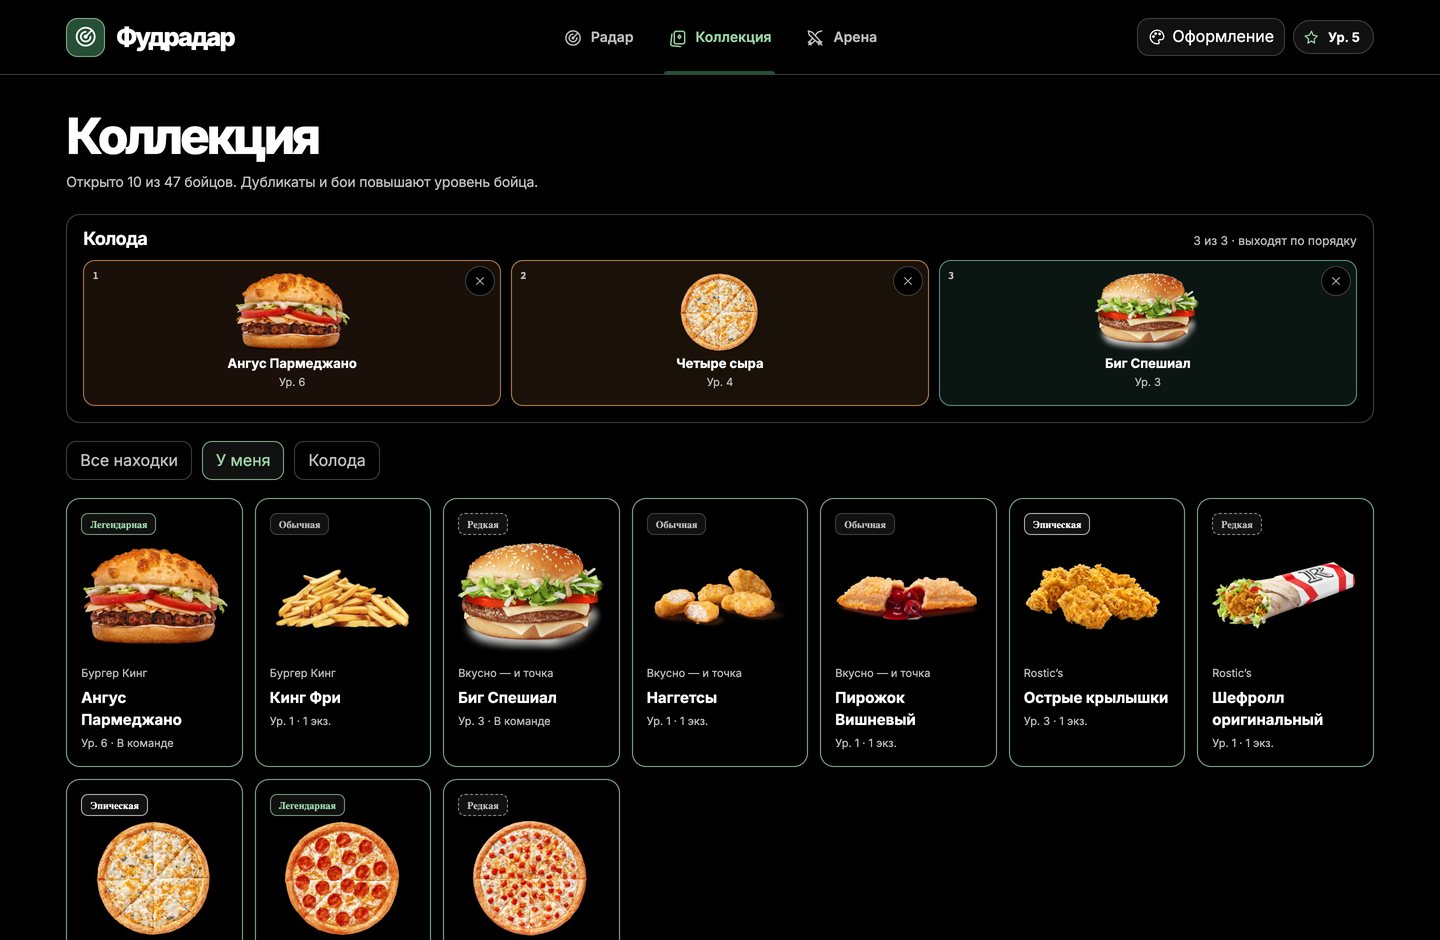 Фудрадар
Радар
Коллекция
Арена
Оформление
Ур. 5
Коллекция
Открыто 10 из 47 бойцов. Дубликаты и бои повышают уровень бойца.
Колода
3 из 3 · выходят по порядку
1
Ангус Пармеджано
Ур. 6
2
Четыре сыра
Ур. 4
3
Биг Спешиал
Ур. 3
Все находки
У меня
Колода
Легендарная
Бургер Кинг
Ангус
Пармеджано
Ур. 6 · В команде
Обычная
Бургер Кинг
Кинг Фри
Ур. 1 · 1 экз.
Редкая
Вкусно — и точка
Биг Спешиал
Ур. 3 · В команде
Обычная
Вкусно — и точка
Наггетсы
Ур. 1 · 1 экз.
Обычная
Вкусно — и точка
Пирожок
Вишневый
Ур. 1 · 1 экз.
Эпическая
Rostic’s
Острые крылышки
Ур. 3 · 1 экз.
Редкая
R
Rostic’s
Шефролл
оригинальный
Ур. 1 · 1 экз.
Эпическая
Легендарная
Редкая